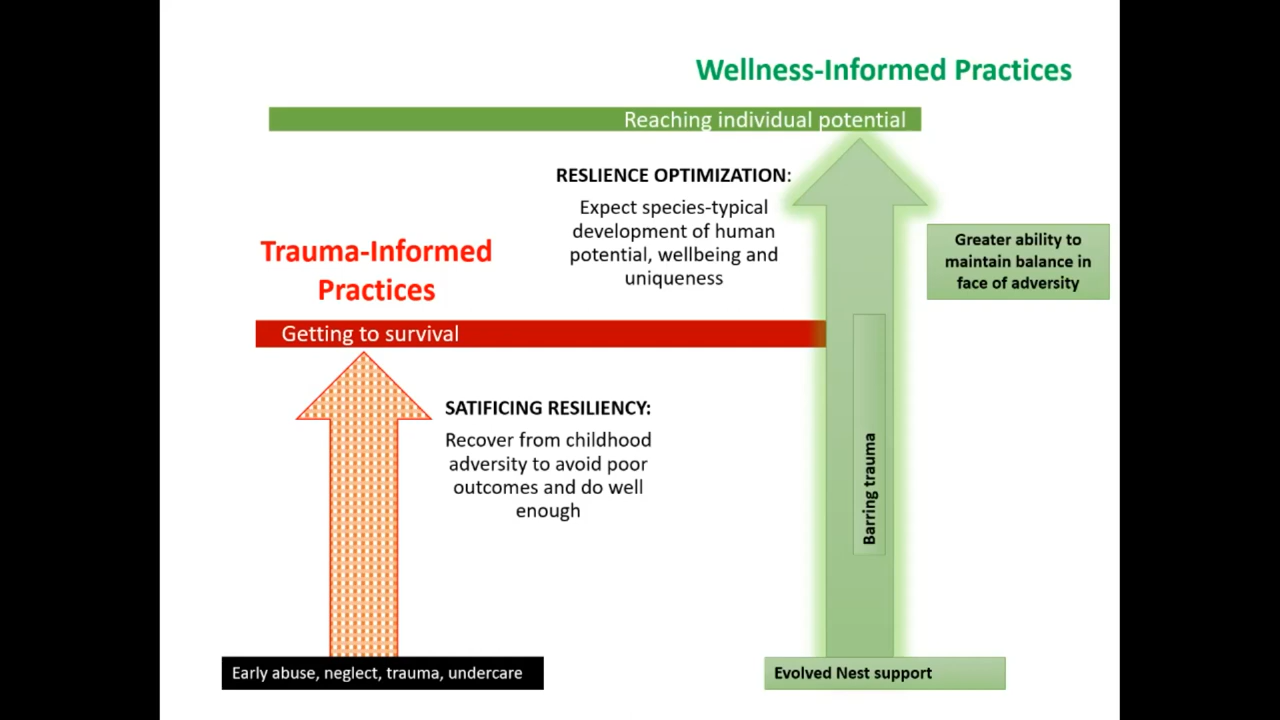 Wellness-Informed Practices
Reaching individual potential
RESLIENCE OPTIMIZATION:
Expect species-typical
development of human
potential, wellbeing and
uniqueness
Greater ability to
maintain balance in
face of adversity
Trauma-Informed
Practices
Getting to survival
SATIFICING RESILIENCY:
Recover from childhood
adversity to avoid poor
outcomes and do well
enough
Barring trauma
Early abuse, neglect, trauma, undercare
Evolved Nest support